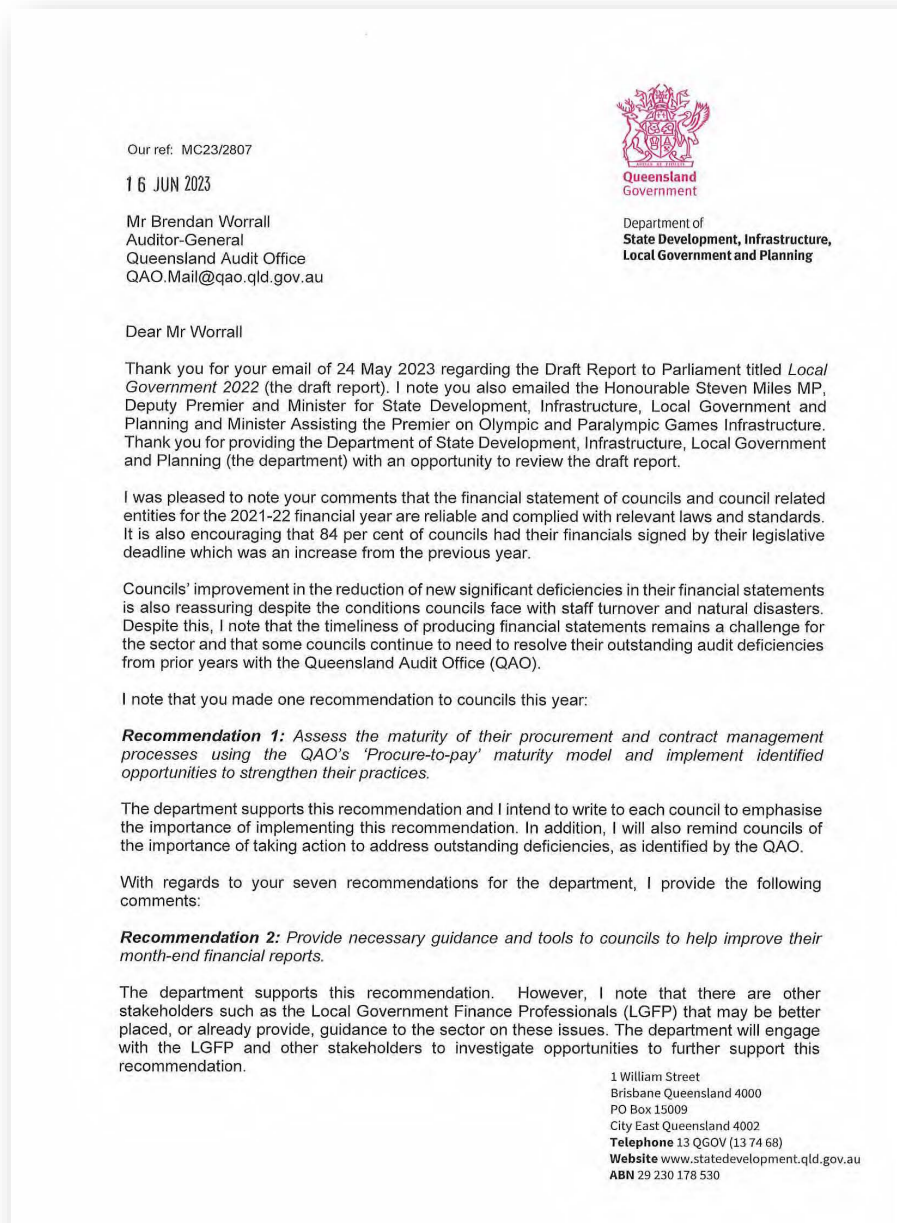 Our ref: MC23/2807
16 JUN 2023
Queensland
Government
Mr Brendan Worrall
Auditor-General
Queensland Audit Office
QAO.Mail@qao.qld.gov.au
Department of
State Development, Infrastructure,
Local Government and Planning
Dear Mr Worrall
Thank you for your email of 24 May 2023 regarding the Draft Report to Parliament titled Local
Government 2022 (the draft report). I note you also emailed the Honourable Steven Miles MP,
Deputy Premier and Minister for State Development, Infrastructure, Local Government and
Planning and Minister Assisting the Premier on Olympic and Paralympic Games Infrastructure.
Thank you for providing the Department of State Development, Infrastructure, Local Government
and Planning (the department) with an opportunity to review the draft report.
I was pleased to note your comments that the financial statement of councils and council related
entities for the 2021-22 financial year are reliable and complied with relevant laws and standards.
It is also encouraging that 84 per cent of councils had their financials signed by their legislative
deadline which was an increase from the previous year.
Councils' improvement in the reduction of new significant deficiencies in their financial statements
is also reassuring despite the conditions councils face with staff turnover and natural disasters.
Despite this, I note that the timeliness of producing financial statements remains a challenge for
the sector and that some councils continue to need to resolve their outstanding audit deficiencies
from prior years with the Queensland Audit Office (QAO).
I note that you made one recommendation to councils this year:
Recommendation 1: Assess the maturity of their procurement and contract management
processes using the QAO's 'Procure-to-pay' maturity model and implement identified
opportunities to strengthen their practices.
The department supports this recommendation and I intend to write to each council to emphasise
the importance of implementing this recommendation. In addition, I will also remind councils of
the importance of taking action to address outstanding deficiencies, as identified by the QAO.
With regards to your seven recommendations for the department, I provide the following
comments:
Recommendation 2: Provide necessary guidance and tools to councils to help improve their
month-end financial reports.
The department supports this recommendation. However, I note that there are other
stakeholders such as the Local Government Finance Professionals (LGFP) that may be better
placed, or already provide, guidance to the sector on these issues. The department will engage
with the LGFP and other stakeholders to investigate opportunities to further support this
recommendation.
1 William Street
Brisbane Queensland 4000
PO Box 15009
City East Queensland 4002
Telephone 13 QGOV (13 74 68)
Website www.statedevelopment.qld.gov.au
ABN 29 230 178 530